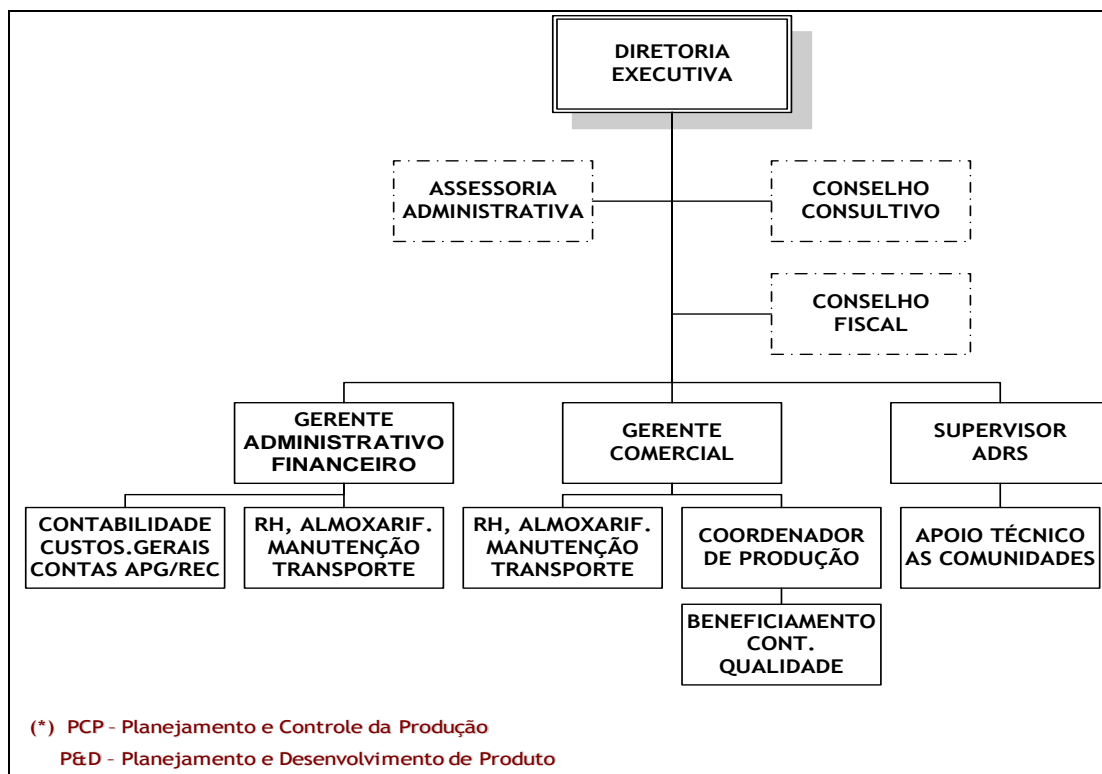 DIRETORIA
EXECUTIVA
ASSESSORIA
ADMINISTRATIVA
CONSELHO
CONSULTIVO
CONSELHO
FISCAL
GERENTE
ADMINISTRATIVO
FINANCEIRO
GERENTE
COMERCIAL
SUPERVISOR
ADRS
CONTABILIDADE
CUSTOS.GERAIS
CONTAS APG/REC
RH, ALMOXARIF.
MANUTENÇÃO
TRANSPORTE
RH, ALMOXARIF.
MANUTENÇÃO
TRANSPORTE
COORDENADOR
DE PRODUÇÃO
APOIO TÉCNICO
AS COMUNIDADES
BENEFICIAMENTO
CONT.
QUALIDADE
(*) PCP - Planejamento e Controle da Produção
P&D - Planejamento e Desenvolvimento de Produto